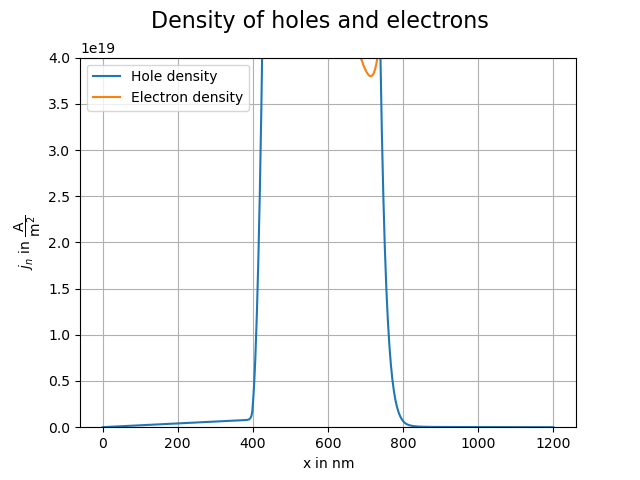 Density of holes and electrons
1e19
Hole density
Electron density
4.0
3.5
3.0
2.5
2.0
1.5
1.0
0.5
0.0
j_n in A/m²
0 200 400 600 800 1000 1200
x in nm